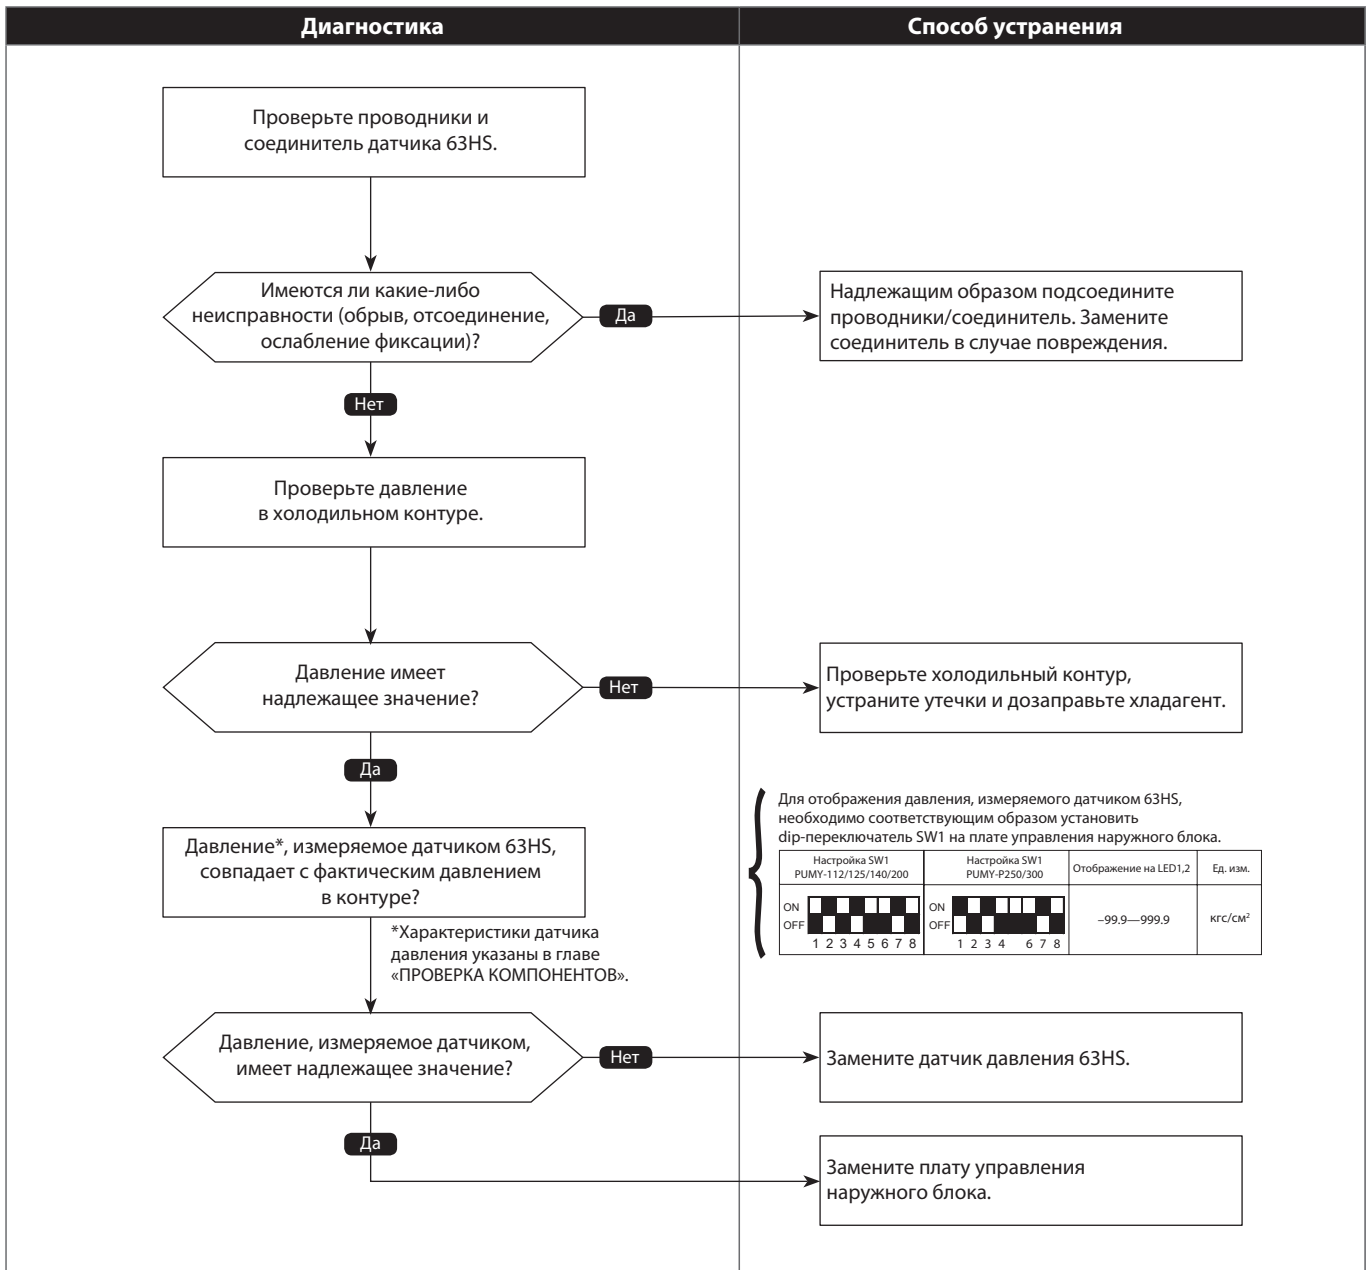 Диагностика
Способ устранения
Проверьте проводники и
соединитель датчика 63HS.
Имеются ли какие-либо
неисправности (обрыв, отсоединение,
ослабление фиксации)?
Да
Надлежащим образом подсоедините
проводники/соединитель. Замените
соединитель в случае повреждения.
Нет
Проверьте давление
в холодильном контуре.
Давление имеет
надлежащее значение?
Нет
Проверьте холодильный контур,
устраните утечки и дозаправьте хладагент.
Да
Давление*, измеряемое датчиком 63HS,
совпадает с фактическим давлением
в контуре?
*Характеристики датчика
давления указаны в главе
«ПРОВЕРКА КОМПОНЕНТОВ».
Для отображения давления, измеряемого датчиком 63HS,
необходимо соответствующим образом установить
dip-переключатель SW1 на плате управления наружного блока.
Настройка SW1
PUMY-112/125/140/200
Настройка SW1
PUMY-P250/300
Отображение на LED1,2
Ед. изм.
ON
OFF
1 2 3 4 5 6 7 8
ON
OFF
1 2 3 4 6 7 8
–99.9—999.9
кгс/см²
Давление, измеряемое датчиком,
имеет надлежащее значение?
Нет
Замените датчик давления 63HS.
Да
Замените плату управления
наружного блока.